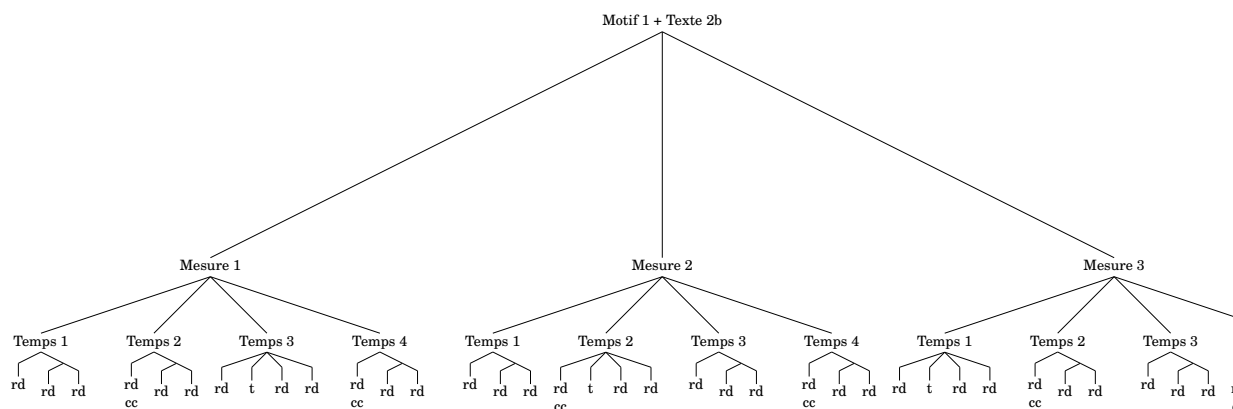 Motif 1 + Texte 2b
Mesure 1 Mesure 2 Mesure 3
Temps 1 Temps 2 Temps 3 Temps 4 Temps 1 Temps 2 Temps 3 Temps 4 Temps 1 Temps 2 Temps 3
rd rd rd rd rd rd rd t rd rd rd rd rd rd rd rd rd t rd rd rd rd rd rd rd rd rd t rd rd rd rd rd rd rd rd
cc cc cc cc cc